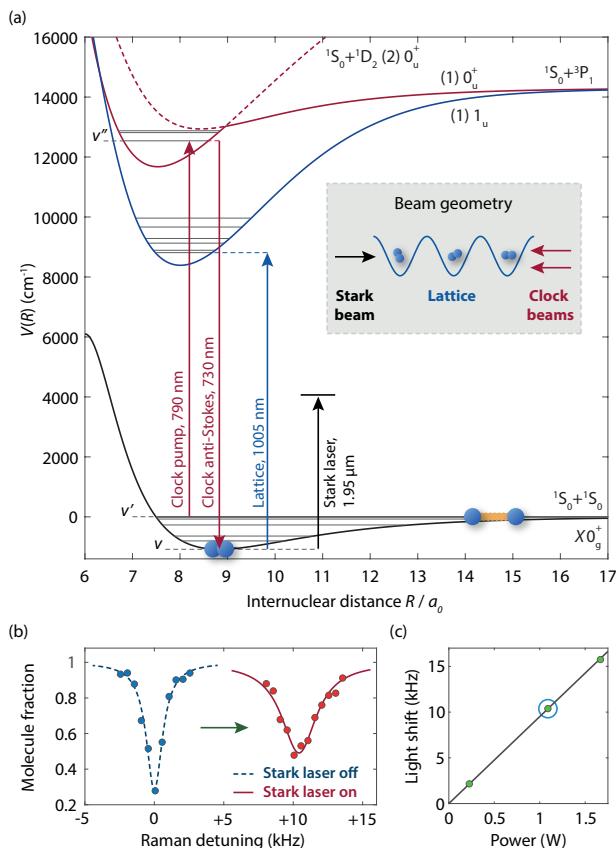 (a)
16000
14000
12000
10000
8000
6000
4000
2000
0
V(R) (cm⁻¹)
¹S₀+¹D₂ (2) 0ᵤ⁺
(1) 0ᵤ⁺
¹S₀+³P₁
(1) 1ᵤ
v″
Beam geometry
Stark beam
Lattice
Clock beams
Clock pump, 790 nm
Clock anti-Stokes, 730 nm
Lattice, 1005 nm
Stark laser, 1.95 μm
¹S₀+¹S₀
v′
v
X0g⁺
6 7 8 9 10 11 12 13 14 15 16 17
Internuclear distance R / a₀
(b)
Molecule fraction
1
0.8
0.6
0.4
0.2
Stark laser off
Stark laser on
-5 0 +5 +10 +15
Raman detuning (kHz)
(c)
Light shift (kHz)
15
10
5
0
0 0.5 1 1.5
Power (W)